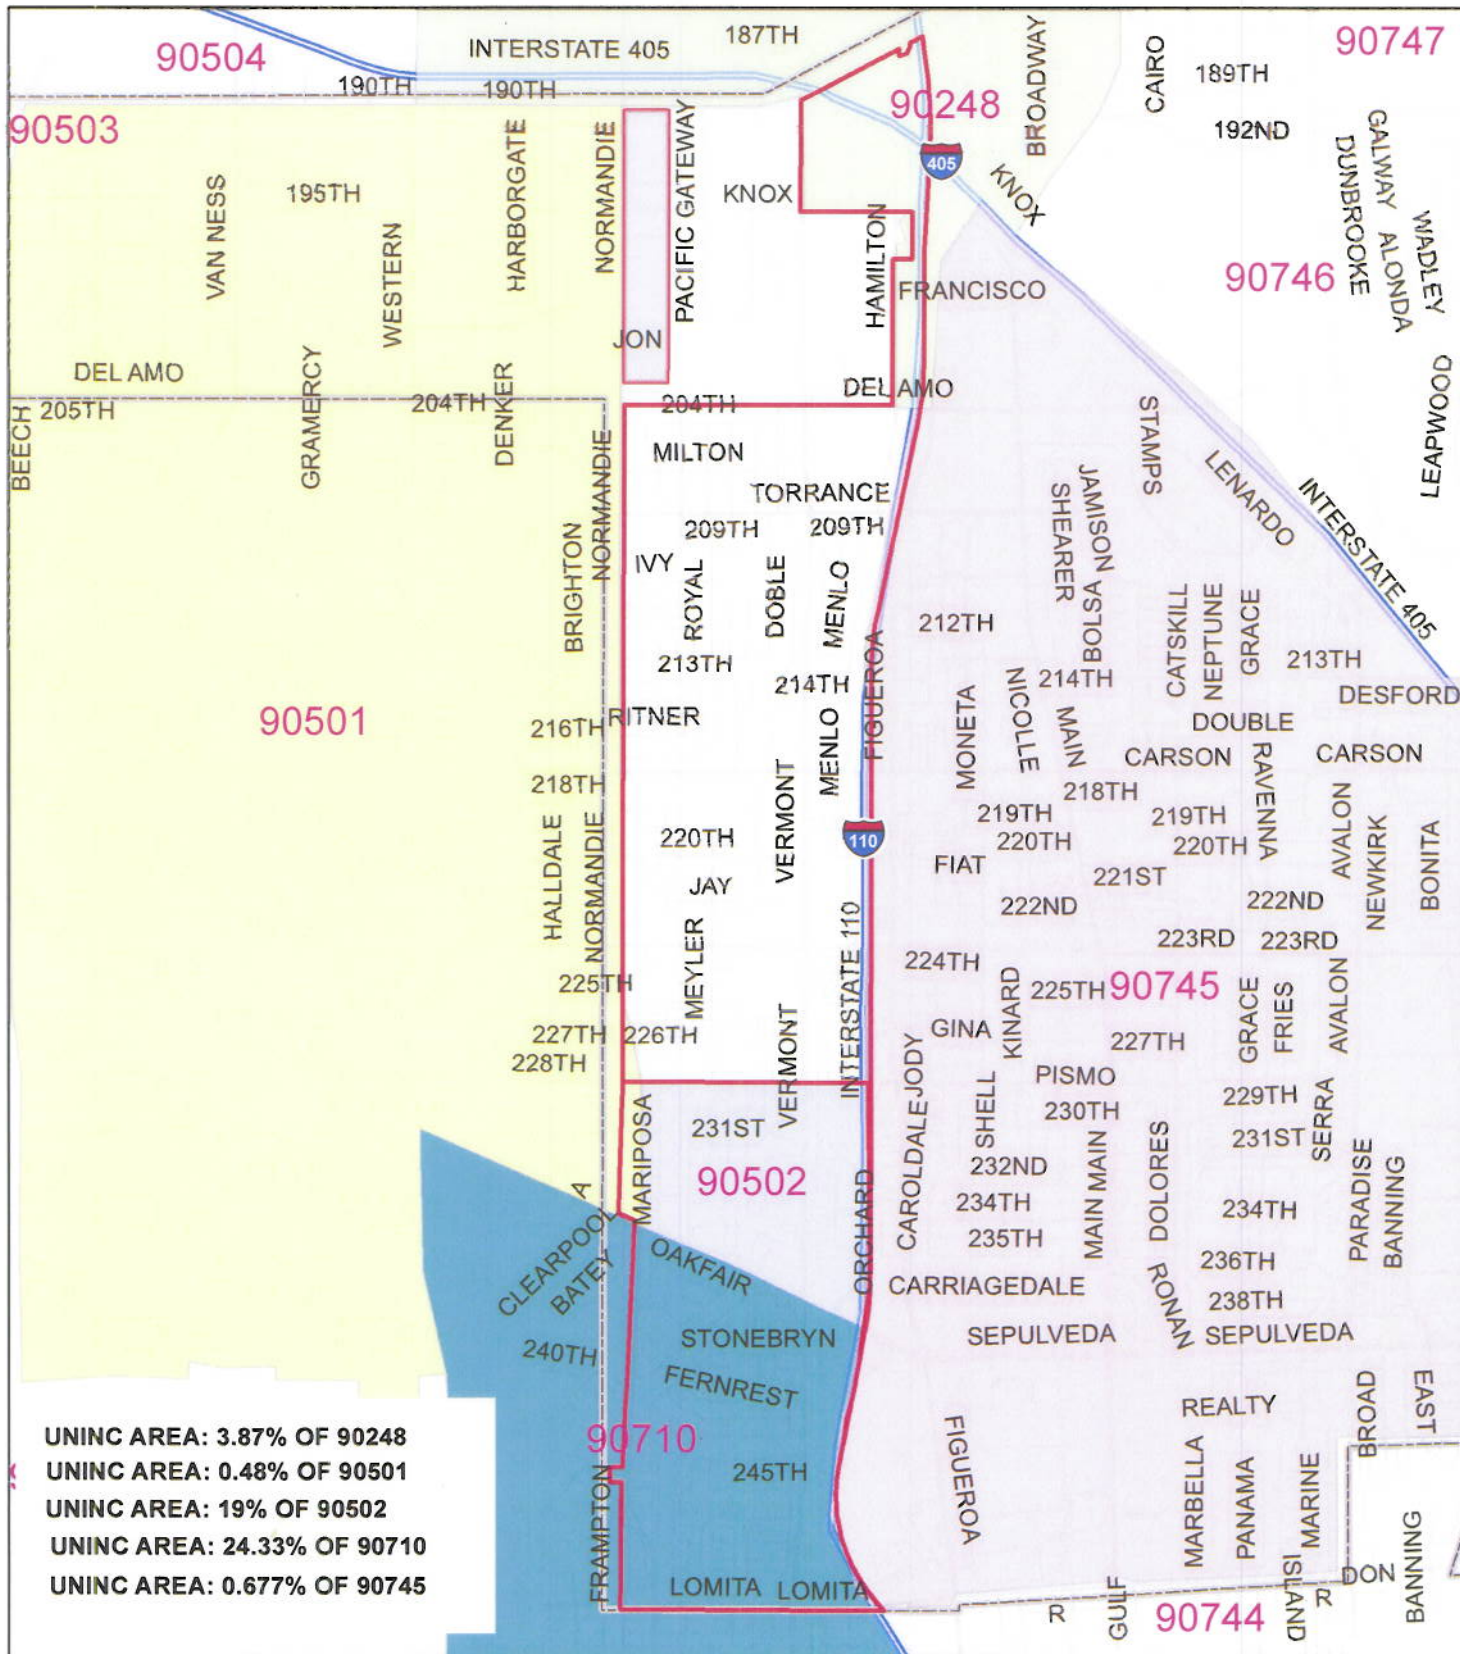 187TH
INTERSTATE 405
90504
90747
BROADWAY
CAIRO
189TH
190TH
190TH
90248
90503
192ND
GALWAY
DUNBROOKE
405
HARBORGATE
NORMANDIE
PACIFIC GATEWAY
KNOX
KNOX
195TH
VAN NESS
WESTERN
HAMILTON
ALONDA
WADLEY
90746
FRANCISCO
JON
DEL AMO
GRAMERCY
DENKER
DEL AMO
LEAPWOOD
205TH
204TH
204TH
BEECH
STAMPS
MILTON
NORMANDIE
TORRANCE
LENARDO
INTERSTATE 405
JAMISON
SHEARER
209TH
209TH
BRIGHTON
IVY
ROYAL
DOBLE
MENLO
BOLSA
CATSKILL
NEPTUNE
GRACE
212TH
213TH
213TH
214TH
214TH
FIGUEROA
NICOLLE
DESFORD
90501
216TH
RITNER
MENLO
MONETA
MAIN
DOUBLE
CARSON
CARSON
RAVENNA
218TH
VERMONT
218TH
219TH
219TH
AVALON
NEWKIRK
BONITA
HALLDALE
NORMANDIE
220TH
110
220TH
220TH
FIAT
221ST
JAY
222ND
222ND
MEYLER
INTERSTATE 110
223RD
223RD
224TH
225TH
KINARD
225TH
90745
GRACE
FRIES
AVALON
227TH
226TH
VERMONT
GINA
227TH
228TH
JODY
PISMO
SHELL
230TH
229TH
SERRA
MARIPOSA
231ST
CAROLDALE
DOLORES
231ST
90502
232ND
MAIN
MAIN
PARADISE
BANNING
A
ORCHARD
234TH
234TH
CLEARPOOL
BATEY
OAKFAIR
235TH
236TH
CARRIAGEDALE
RONAN
238TH
240TH
STONEBRYN
SEPULVEDA
SEPULVEDA
FERNREST
REALTY
BROAD
EAST
UNINC AREA: 3.87% OF 90248
90710
FIGUEROA
MARBELLA
PANAMA
MARINE
UNINC AREA: 0.48% OF 90501
245TH
UNINC AREA: 19% OF 90502
FRAMPTON
BANNING
UNINC AREA: 24.33% OF 90710
UNINC AREA: 0.677% OF 90745
LOMITA
LOMITA
DON
GULF
ISLAND
R
R
90744